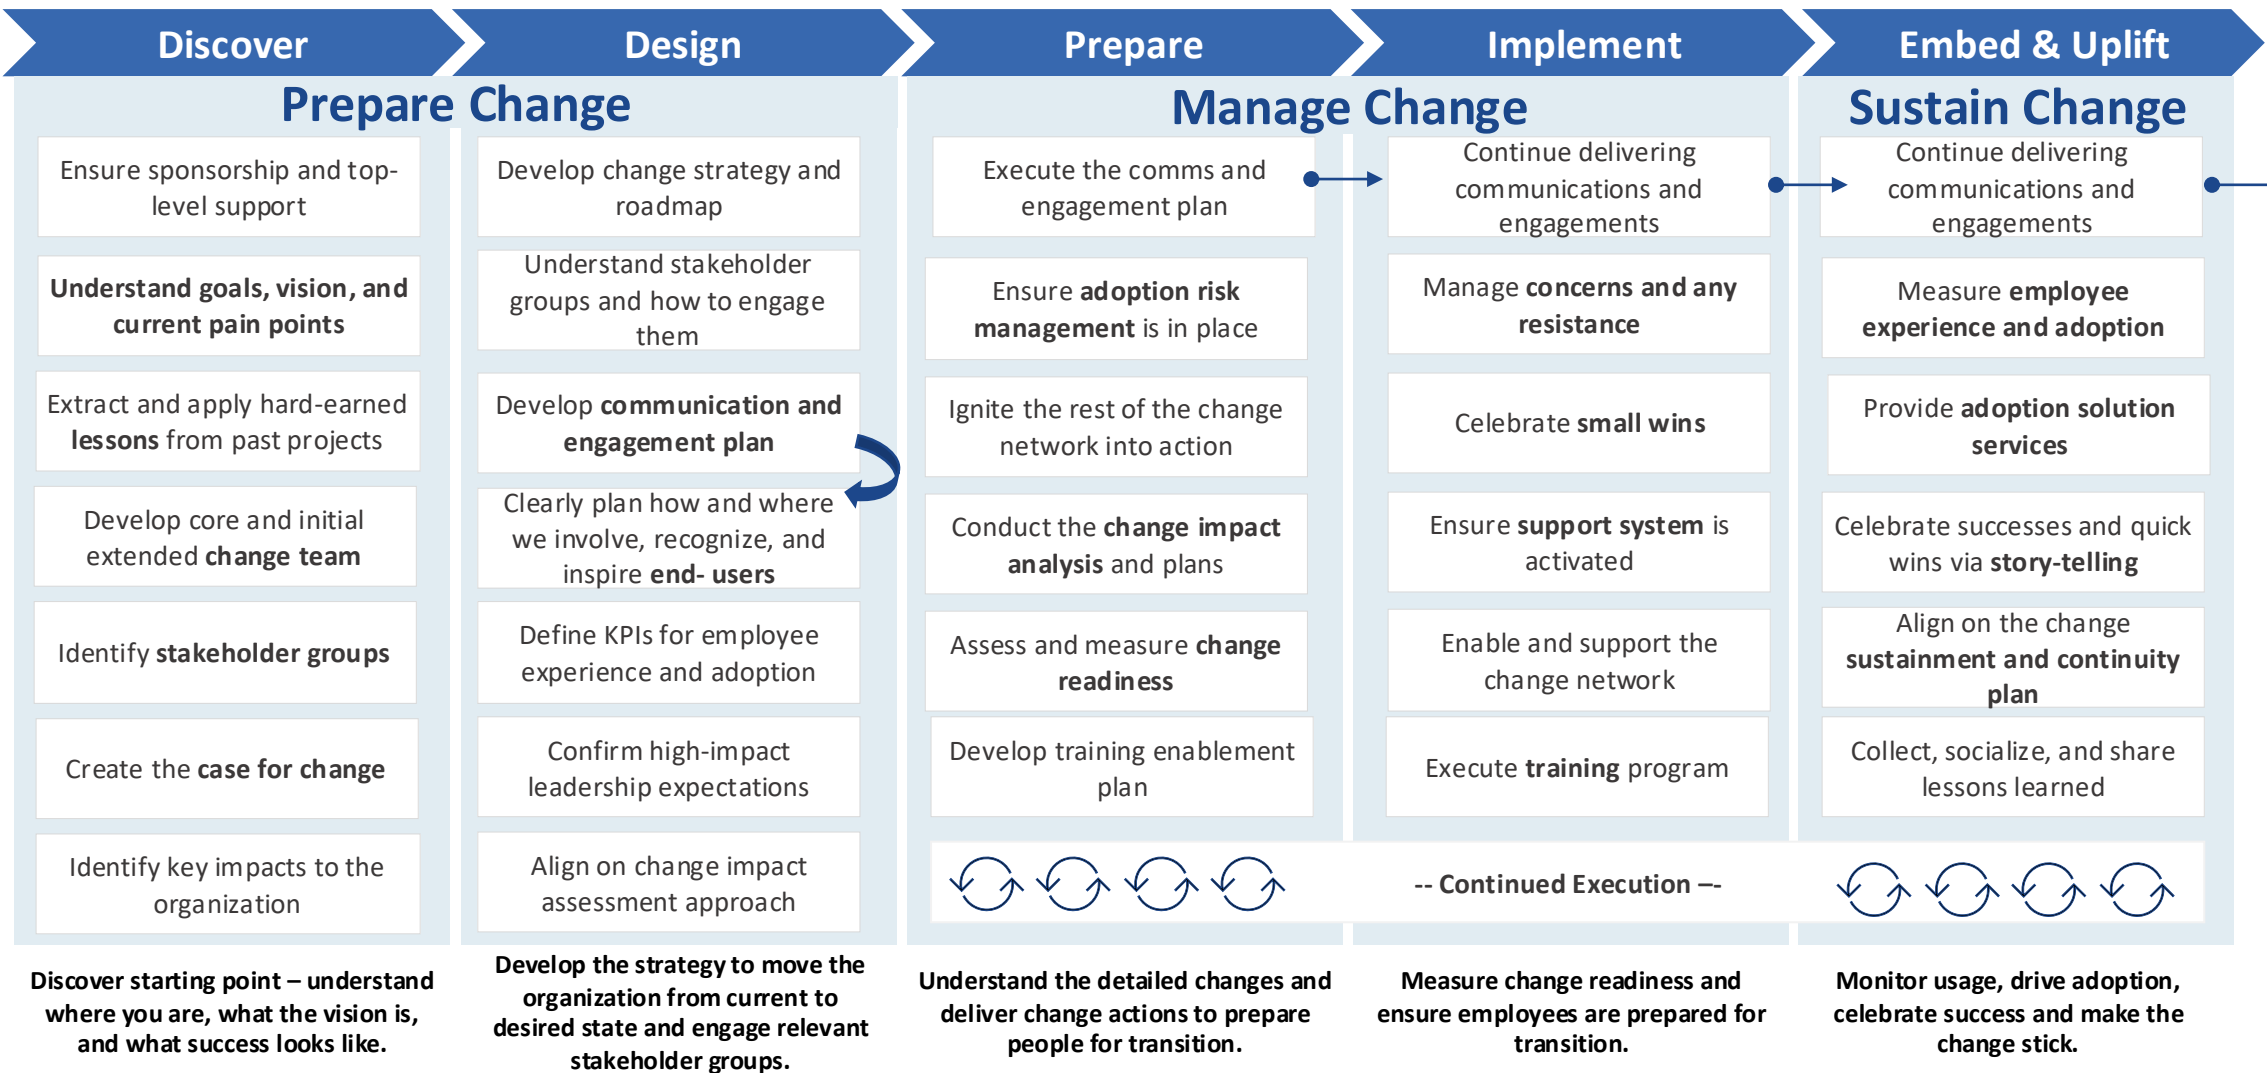 Discover
Design
Prepare
Implement
Embed & Uplift
Prepare Change
Manage Change
Sustain Change
Ensure sponsorship and top-
level support
Understand goals, vision, and
current pain points
Extract and apply hard-earned
lessons from past projects
Develop core and initial
extended change team
Identify stakeholder groups
Create the case for change
Identify key impacts to the
organization
Discover starting point – understand
where you are, what the vision is,
and what success looks like.
Develop change strategy and
roadmap
Understand stakeholder
groups and how to engage
them
Develop communication and
engagement plan
Clearly plan how and where
we involve, recognize, and
inspire end- users
Define KPIs for employee
experience and adoption
Confirm high-impact
leadership expectations
Align on change impact
assessment approach
Develop the strategy to move the
organization from current to
desired state and engage relevant
stakeholder groups.
Execute the comms and
engagement plan
Ensure adoption risk
management is in place
Ignite the rest of the change
network into action
Conduct the change impact
analysis and plans
Assess and measure change
readiness
Develop training enablement
plan
Understand the detailed changes and
deliver change actions to prepare
people for transition.
Continue delivering
communications and
engagements
Manage concerns and any
resistance
Celebrate small wins
Ensure support system is
activated
Enable and support the
change network
Execute training program
-- Continued Execution –-
Measure change readiness and
ensure employees are prepared for
transition.
Continue delivering
communications and
engagements
Measure employee
experience and adoption
Provide adoption solution
services
Celebrate successes and quick
wins via story-telling
Align on the change
sustainment and continuity
plan
Collect, socialize, and share
lessons learned
Monitor usage, drive adoption,
celebrate success and make the
change stick.